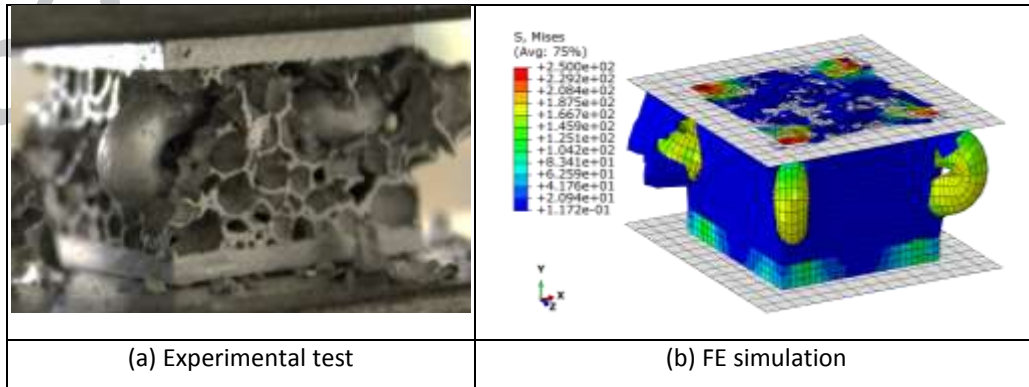 S, Mises
(Avg: 75%)
+2.500e+02
+2.292e+02
+2.084e+02
+1.875e+02
+1.667e+02
+1.459e+02
+1.251e+02
+1.042e+02
+8.341e+01
+6.259e+01
+4.176e+01
+2.094e+01
+1.172e-01
Y
X
Z
(a) Experimental test
(b) FE simulation